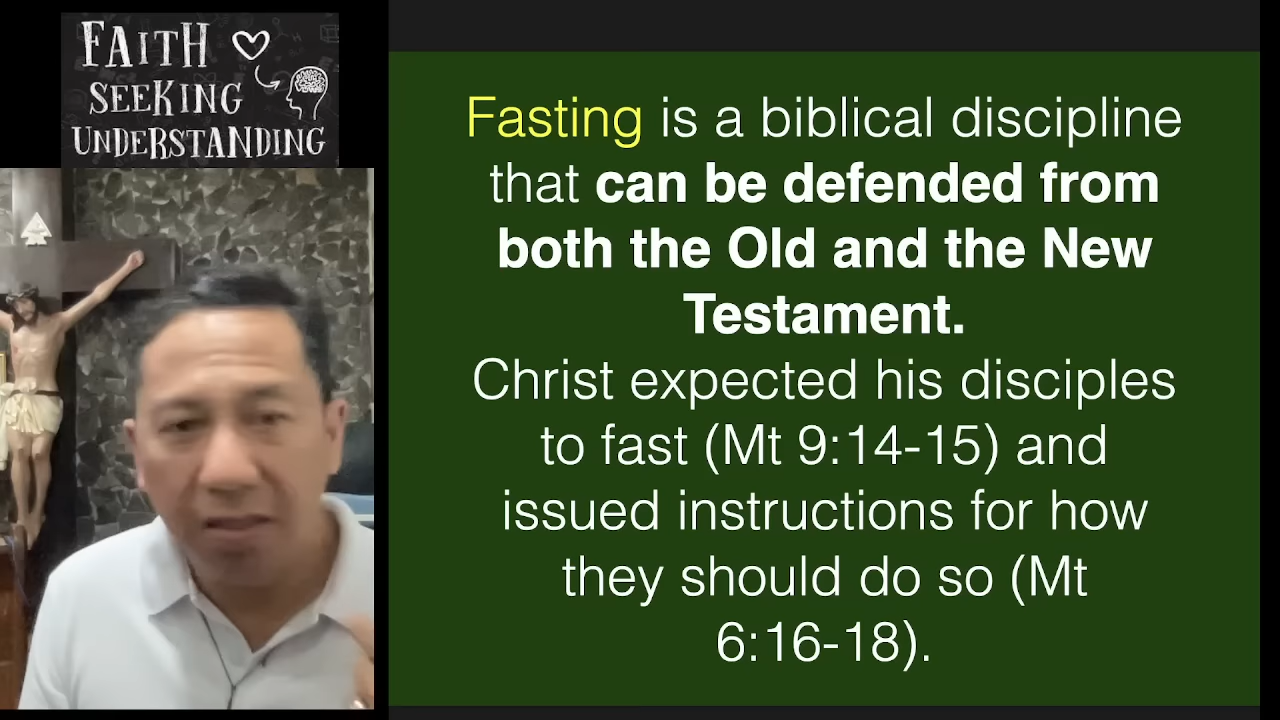 FAITH
SEEKING
UNDERSTANDING
Fasting is a biblical discipline
that can be defended from
both the Old and the New
Testament.
Christ expected his disciples
to fast (Mt 9:14-15) and
issued instructions for how
they should do so (Mt
6:16-18).